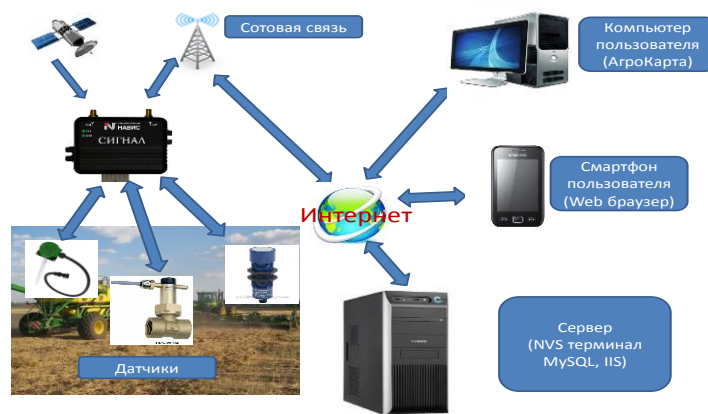 Сотовая связь
Компьютер
пользователя
(АгроКарта)
НАВИС
СИГНАЛ
Смартфон
пользователя
(Web браузер)
Интернет
Сервер
(NVS терминал
MySQL, IIS)
Датчики